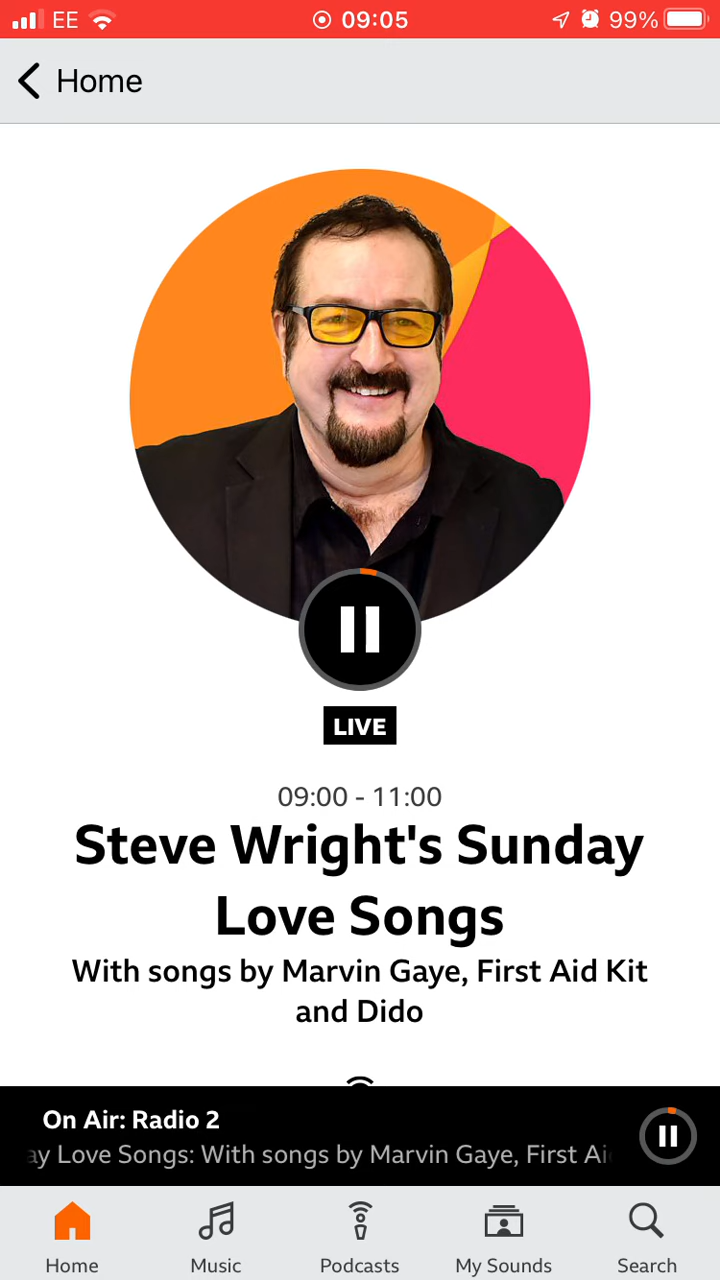 EE 09:05 99%
Home
LIVE
09:00 - 11:00
Steve Wright's Sunday
Love Songs
With songs by Marvin Gaye, First Aid Kit
and Dido
On Air: Radio 2
ay Love Songs: With songs by Marvin Gaye, First Ai
Home Music Podcasts My Sounds Search